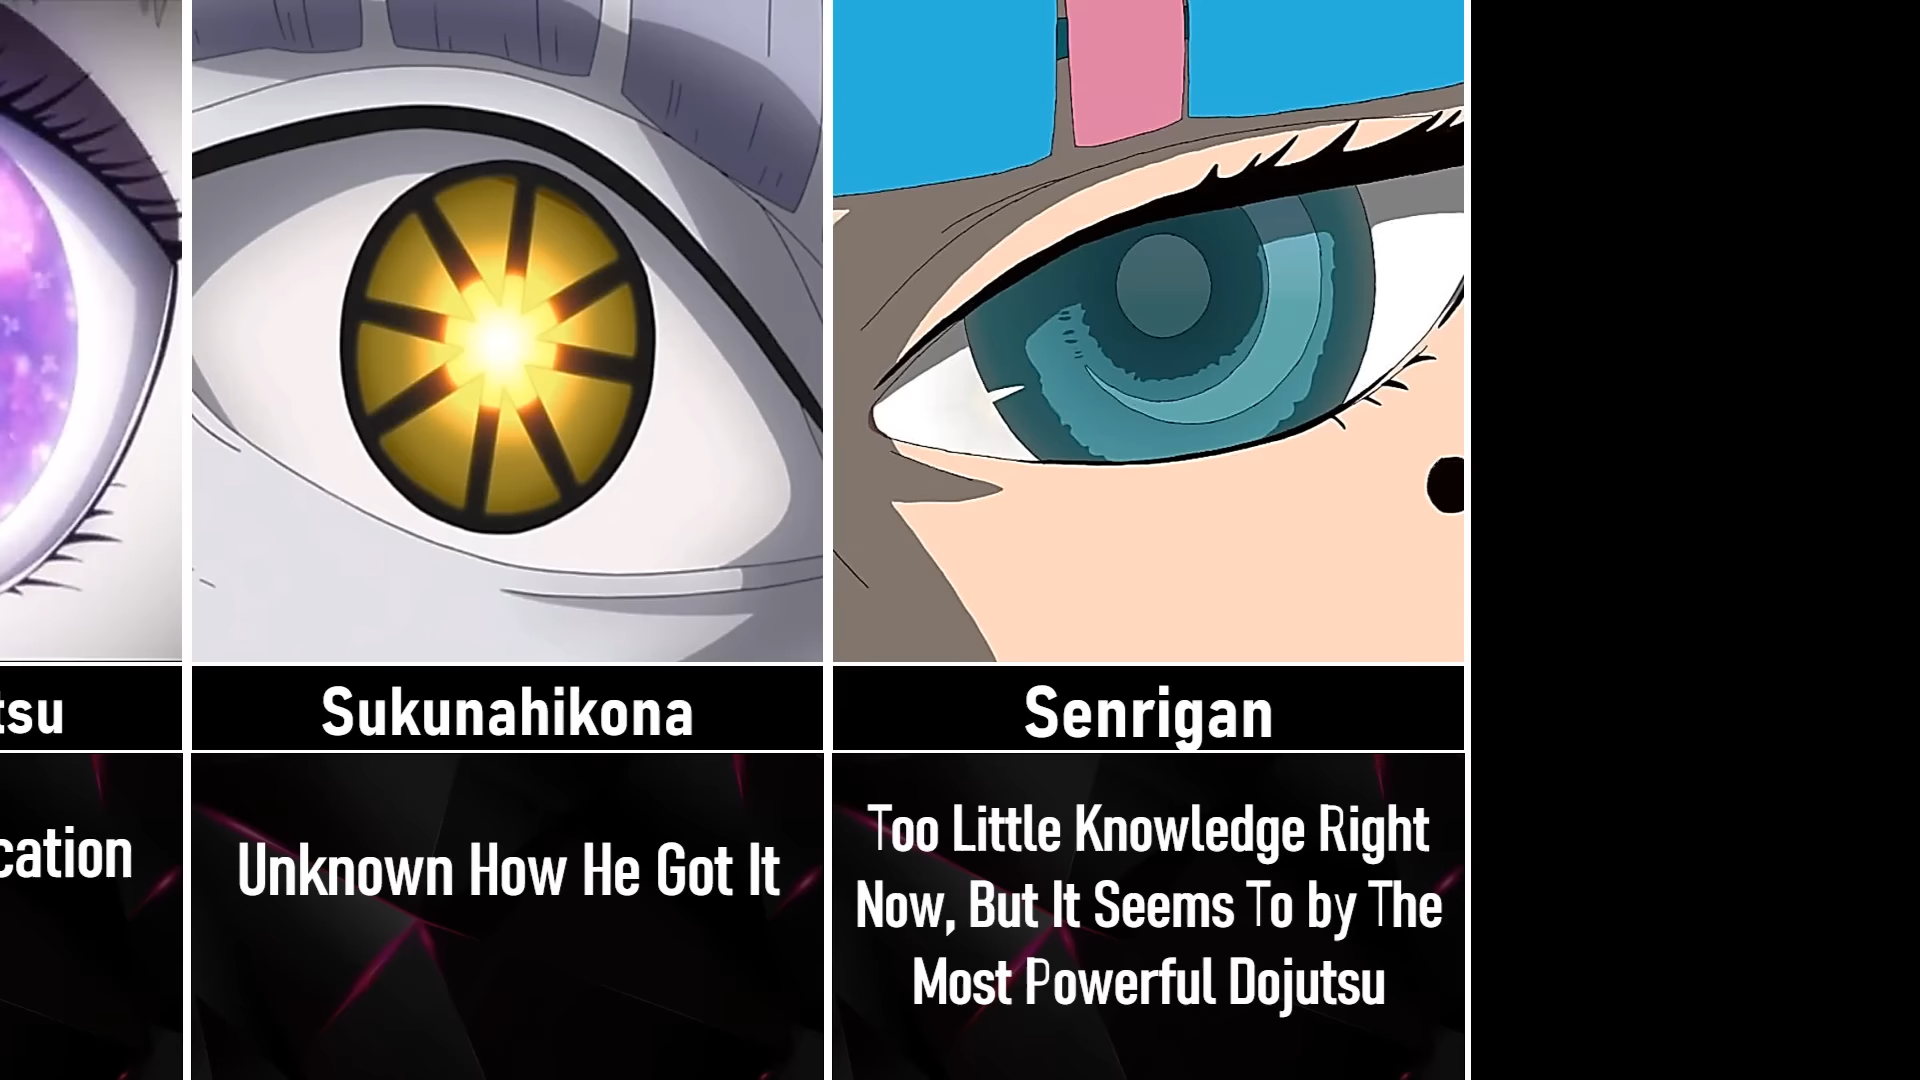 tsu
Sukunahikona
Senrigan
cation
Unknown How He Got It
Too Little Knowledge Right
Now, But It Seems To by The
Most Powerful Dojutsu